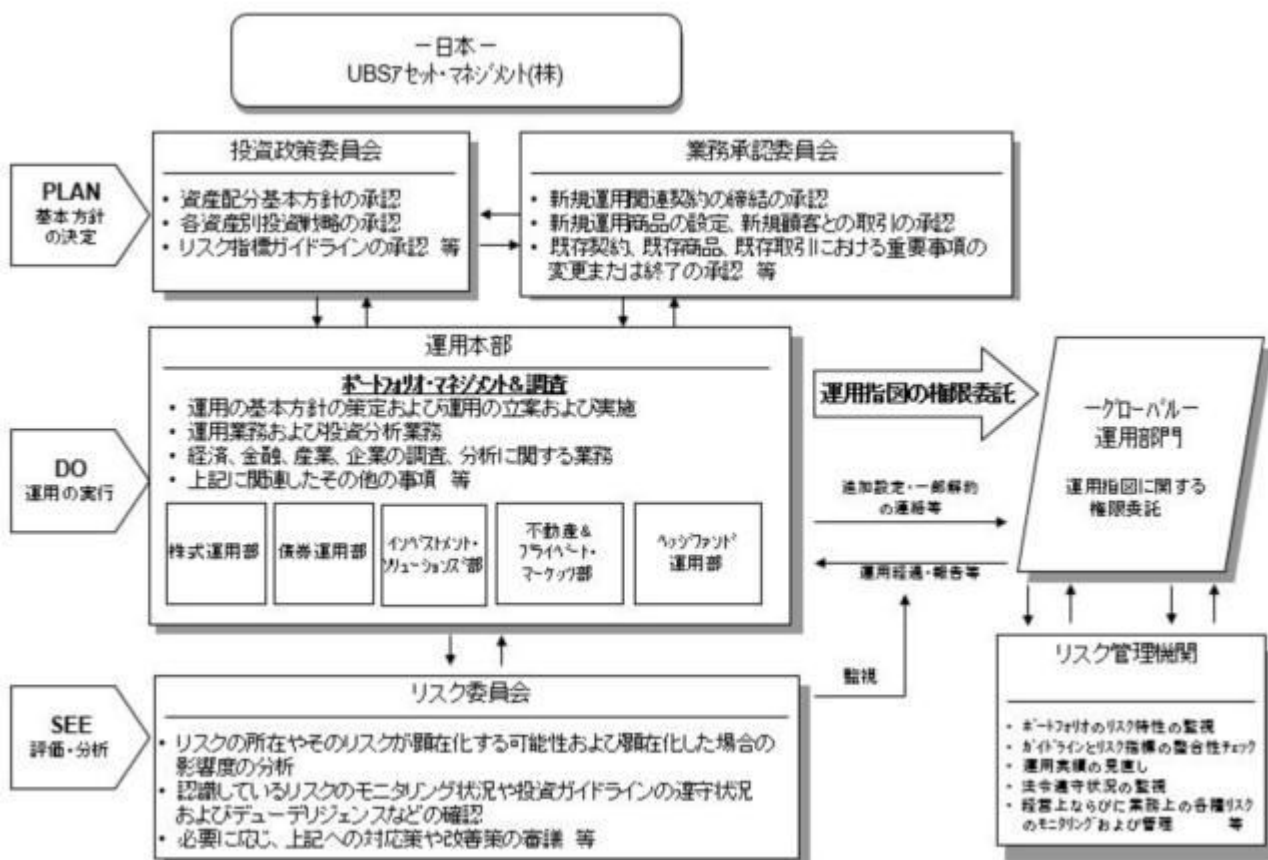 －日本－
UBSｱｾｯﾄ・ﾏﾈｼﾞﾒﾝﾄ(株)
PLAN
基本方針
の決定
投資政策委員会
・ 資産配分基本方針の承認
・ 各資産別投資戦略の承認
・ リスク指標ガイドラインの承認 等
業務承認委員会
・ 新規運用関連契約の締結の承認
・ 新規運用商品の設定、新規顧客との取引の承認
・ 既存契約、既存商品、既存取引における重要事項の
変更または終了の承認 等
DO
運用の実行
運用本部
ﾎﾟｰﾄﾌｫﾘｵ・ﾏﾈｼﾞﾒﾝﾄ＆調査
・ 運用の基本方針の策定および運用の立案および実施
・ 運用業務および投資分析業務
・ 経済、金融、産業、企業の調査、分析に関する業務
・ 上記に関連したその他の事項 等
株式運用部
債券運用部
ｲﾝﾍﾞｽﾄﾒﾝﾄ・
ｿﾘｭｰｼｮﾝｽﾞ部
不動産＆
ﾌﾟﾗｲﾍﾞｰﾄ・
ﾏｰｹｯﾂ部
ﾍｯｼﾞﾌｧﾝﾄﾞ
運用部
運用指図の権限委託
追加設定・一部解約
の連絡等
運用経過・報告等
監視
－ｸﾞﾛｰﾊﾞﾙ－
運用部門
運用指図に関する
権限委託
SEE
評価・分析
リスク委員会
・ リスクの所在やそのリスクが顕在化する可能性および顕在化した場合の
影響度の分析
・ 認識しているリスクのモニタリング状況や投資ガイドラインの遵守状況
およびデューデリジェンスなどの確認
・ 必要に応じ、上記への対応策や改善策の審議 等
リスク管理機関
・ ﾎﾟｰﾄﾌｫﾘｵのリスク特性の監視
・ ｶﾞｲﾄﾞﾗｲﾝとリスク指標の整合性ﾁｪｯｸ
・ 運用実績の見直し
・ 法令遵守状況の監視
・ 経営上ならびに業務上の各種リスク
のﾓﾆﾀﾘﾝｸﾞおよび管理 等